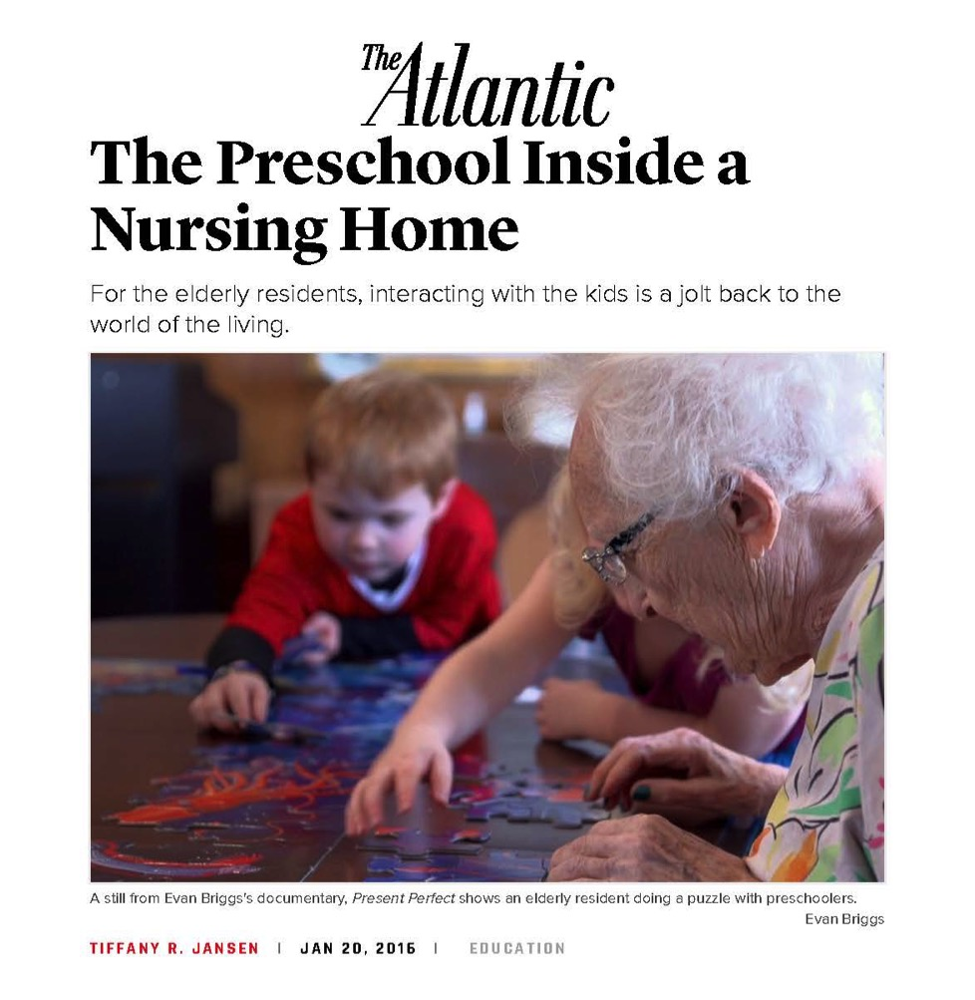 The Atlantic
The Preschool Inside a
Nursing Home
For the elderly residents, interacting with the kids is a jolt back to the
world of the living.
A still from Evan Briggs's documentary, Present Perfect shows an elderly resident doing a puzzle with preschoolers.
Evan Briggs
TIFFANY R. JANSEN | JAN 20, 2016 | EDUCATION